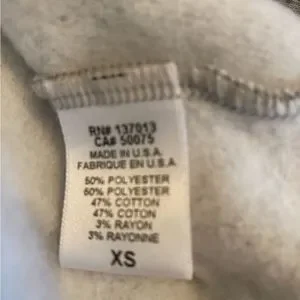 RN# 137013
CA# 50075
MADE IN U.S.A.
FABRIQUE EN U.S.A.
50% POLYESTER
50% POLYESTER
47% COTTON
47% COTON
3% RAYON
3% RAYONNE
XS